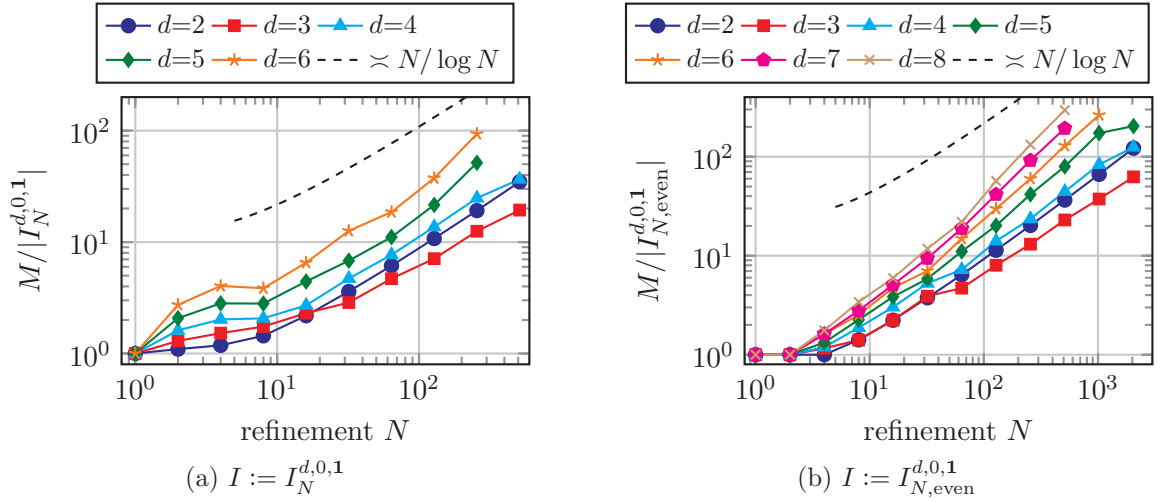 d=2 d=3 d=4
d=5 d=6 ≍ N/ log N
M/|I_N^{d,0,1}|
10^2
10^1
10^0
10^0 10^1 10^2
refinement N
(a) I := I_N^{d,0,1}
d=2 d=3 d=4 d=5
d=6 d=7 d=8 ≍ N/ log N
M/|I_{N,even}^{d,0,1}|
10^2
10^1
10^0
10^0 10^1 10^2 10^3
refinement N
(b) I := I_{N,even}^{d,0,1}